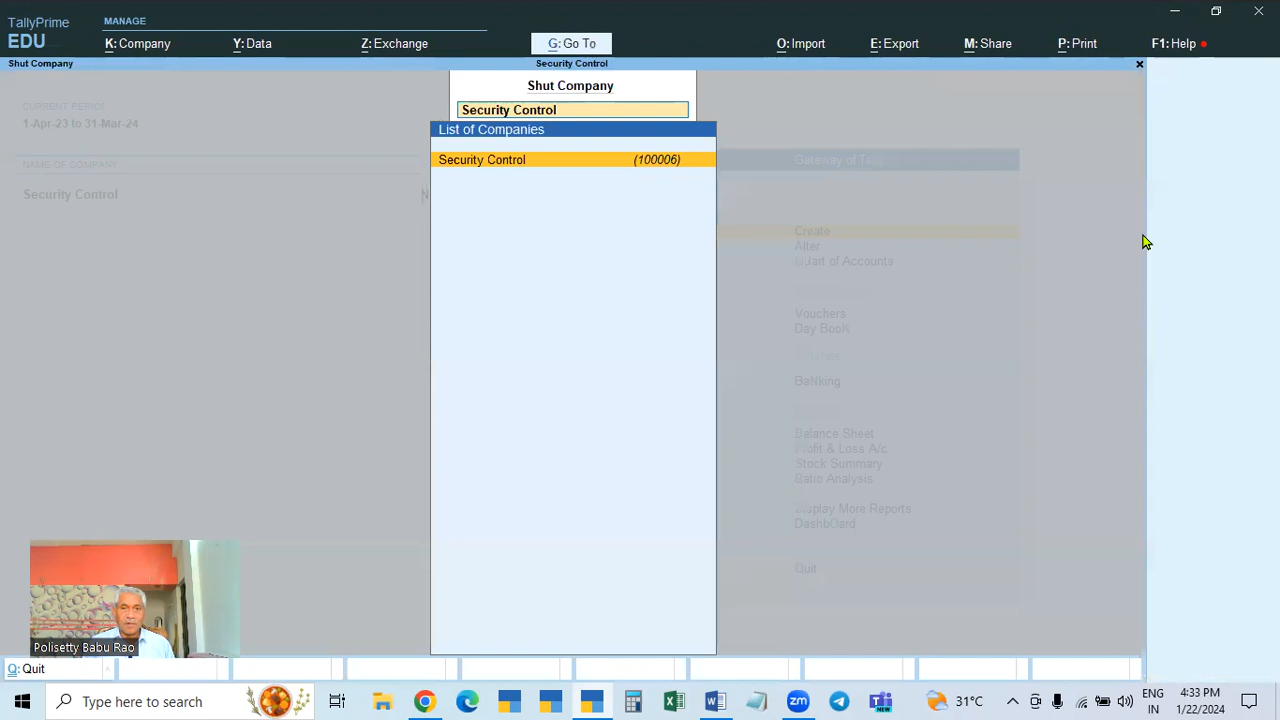 TallyPrime
EDU
MANAGE
K: Company
Y: Data
Z: Exchange
G: Go To
O: Import
E: Export
M: Share
P: Print
F1: Help
Shut Company
Security Control
Shut Company
Security Control
List of Companies
Security Control (100006)
CURRENT PERIOD
1-Apr-23 to 31-Mar-24
NAME OF COMPANY
Security Control
N
Gateway of Tally
Create
Alter
CHart of Accounts
Vouchers
Day BooK
BaNking
Balance Sheet
Profit & Loss A/c
Stock Summary
Ratio Analysis
Display More Reports
DashbOard
Quit
Polisetty Babu Rao
Q: Quit
Type here to search
NEW
31°C
ENG
IN
4:33 PM
1/22/2024